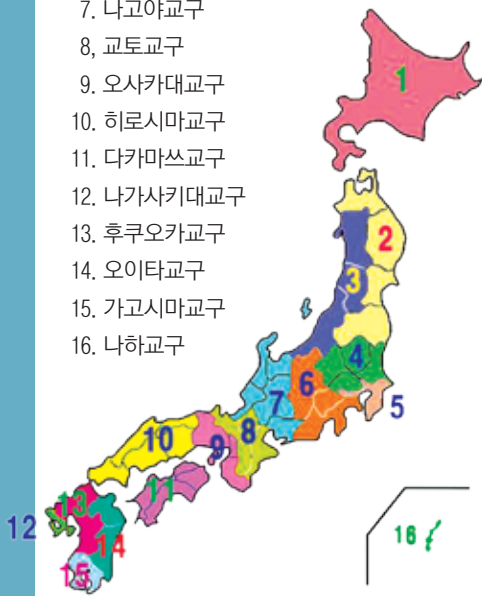 7. 나고야교구
8, 교토교구
9. 오사카대교구
10. 히로시마교구
11. 다카마쓰교구
12. 나가사키대교구
13. 후쿠오카교구
14. 오이타교구
15. 가고시마교구
16. 나하교구
1
2
3
4
5
6
7
8
9
10
11
12
13
14
15
16